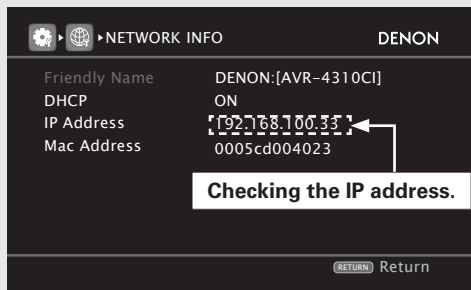 NETWORK INFO DENON
Friendly Name DENON:[AVR-4310CI]
DHCP ON
IP Address 192.168.100.33
Mac Address 0005cd004023
Checking the IP address.
RETURN Return